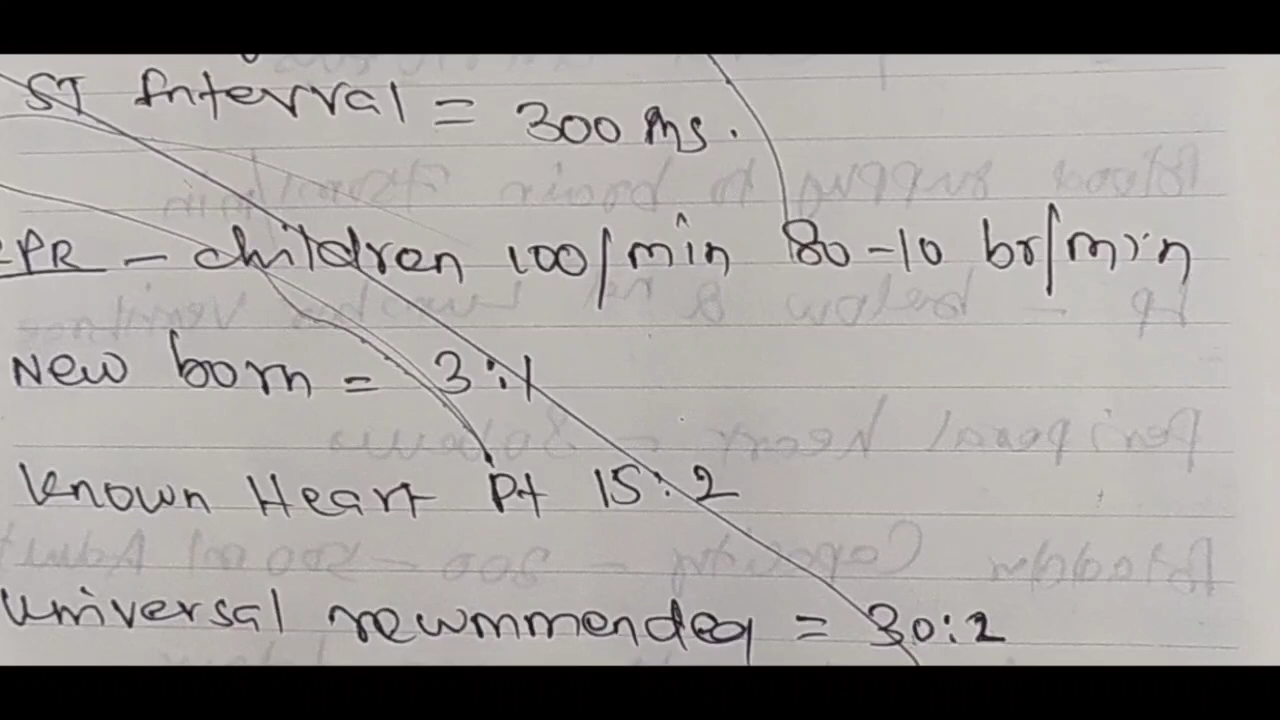 ST Interval = 300 ms.
CPR - children 100/min 80-10 br/min
New born = 3:1
Known Heart Pt 15:2
Universal recommended = 30:2